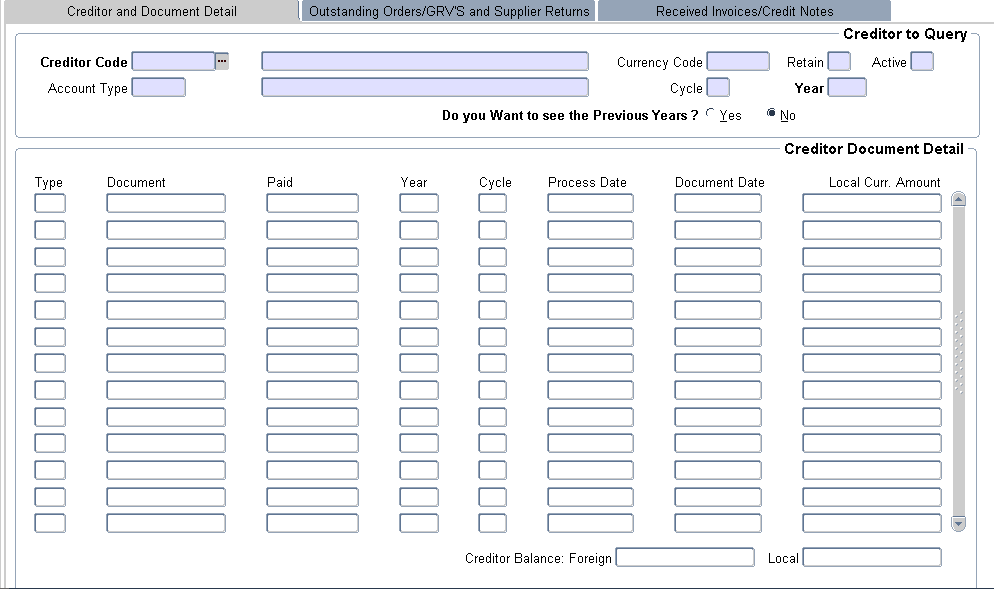 Creditor and Document Detail
Outstanding Orders/GRV'S and Supplier Returns
Received Invoices/Credit Notes
Creditor to Query
Creditor Code ... Currency Code Retain Active
Account Type Cycle Year
Do you Want to see the Previous Years ? Yes No
Creditor Document Detail
Type Document Paid Year Cycle Process Date Document Date Local Curr. Amount
Creditor Balance: Foreign Local